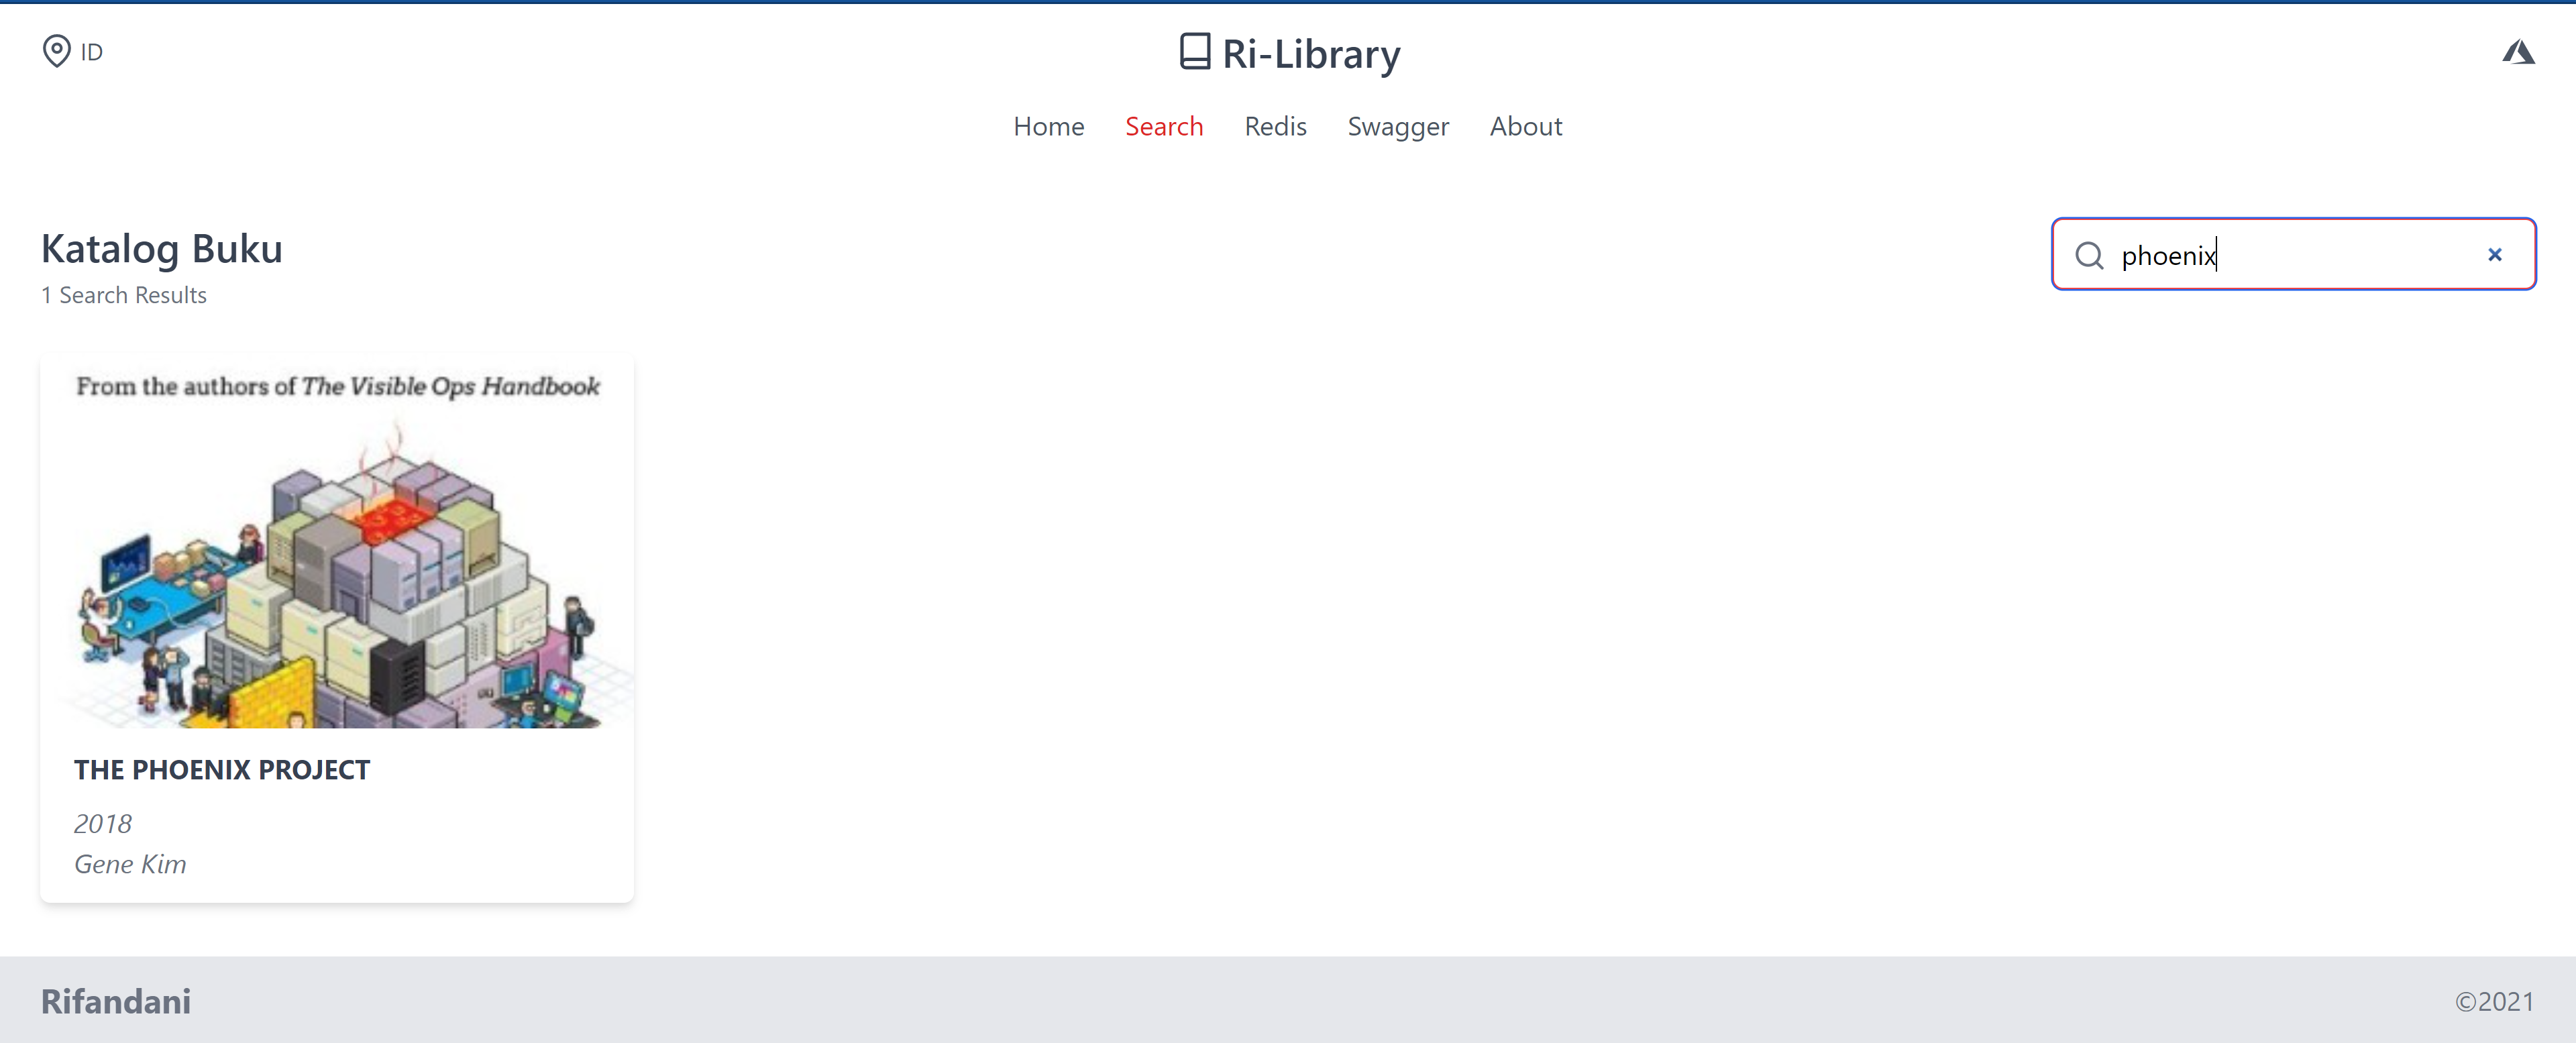 ID
Ri-Library
Home Search Redis Swagger About
Katalog Buku
1 Search Results
phoenix
From the authors of The Visible Ops Handbook
THE PHOENIX PROJECT
2018
Gene Kim
Rifandani
©2021